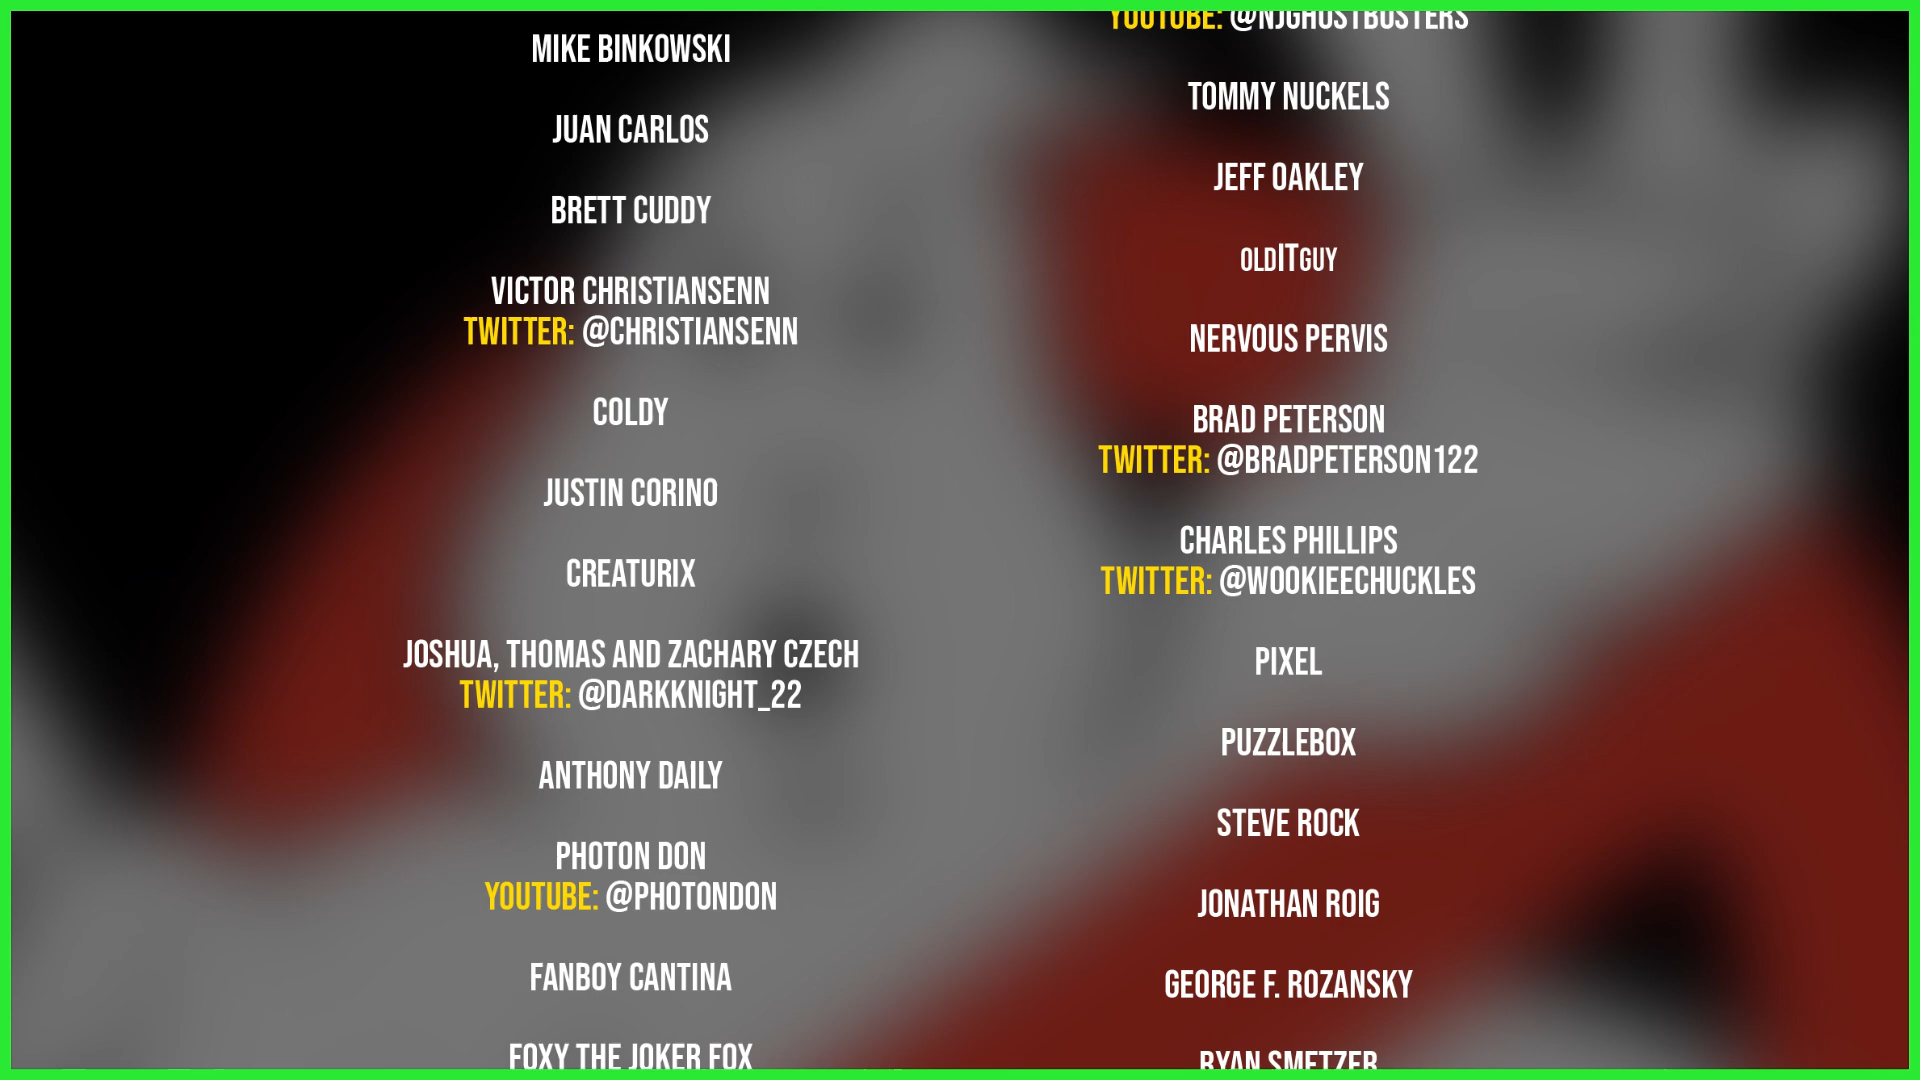 MIKE BINKOWSKI
JUAN CARLOS
BRETT CUDDY
VICTOR CHRISTIANSENN
TWITTER: @CHRISTIANSENN
COLDY
JUSTIN CORINO
CREATURIX
JOSHUA, THOMAS AND ZACHARY CZECH
TWITTER: @DARKKNIGHT_22
ANTHONY DAILY
PHOTON DON
YOUTUBE: @PHOTONDON
FANBOY CANTINA
FOXY THE JOKER FOX
YOUTUBE: @NJGHOSTBUSTERS
TOMMY NUCKELS
JEFF OAKLEY
OLDITGUY
NERVOUS PERVIS
BRAD PETERSON
TWITTER: @BRADPETERSON122
CHARLES PHILLIPS
TWITTER: @WOOKIEECHUCKLES
PIXEL
PUZZLEBOX
STEVE ROCK
JONATHAN ROIG
GEORGE F. ROZANSKY
RYAN SMETZER